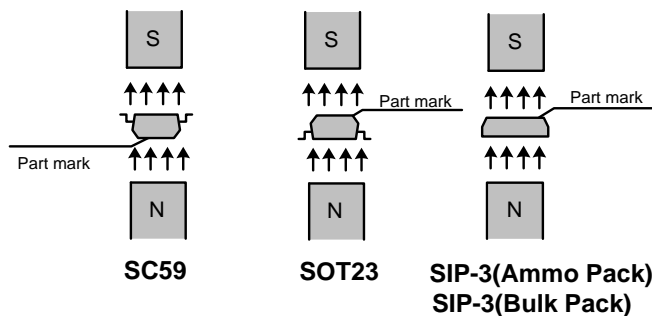 S
S
S
Part mark
Part mark
Part mark
N
N
N
SC59
SOT23
SIP-3(Ammo Pack)
SIP-3(Bulk Pack)